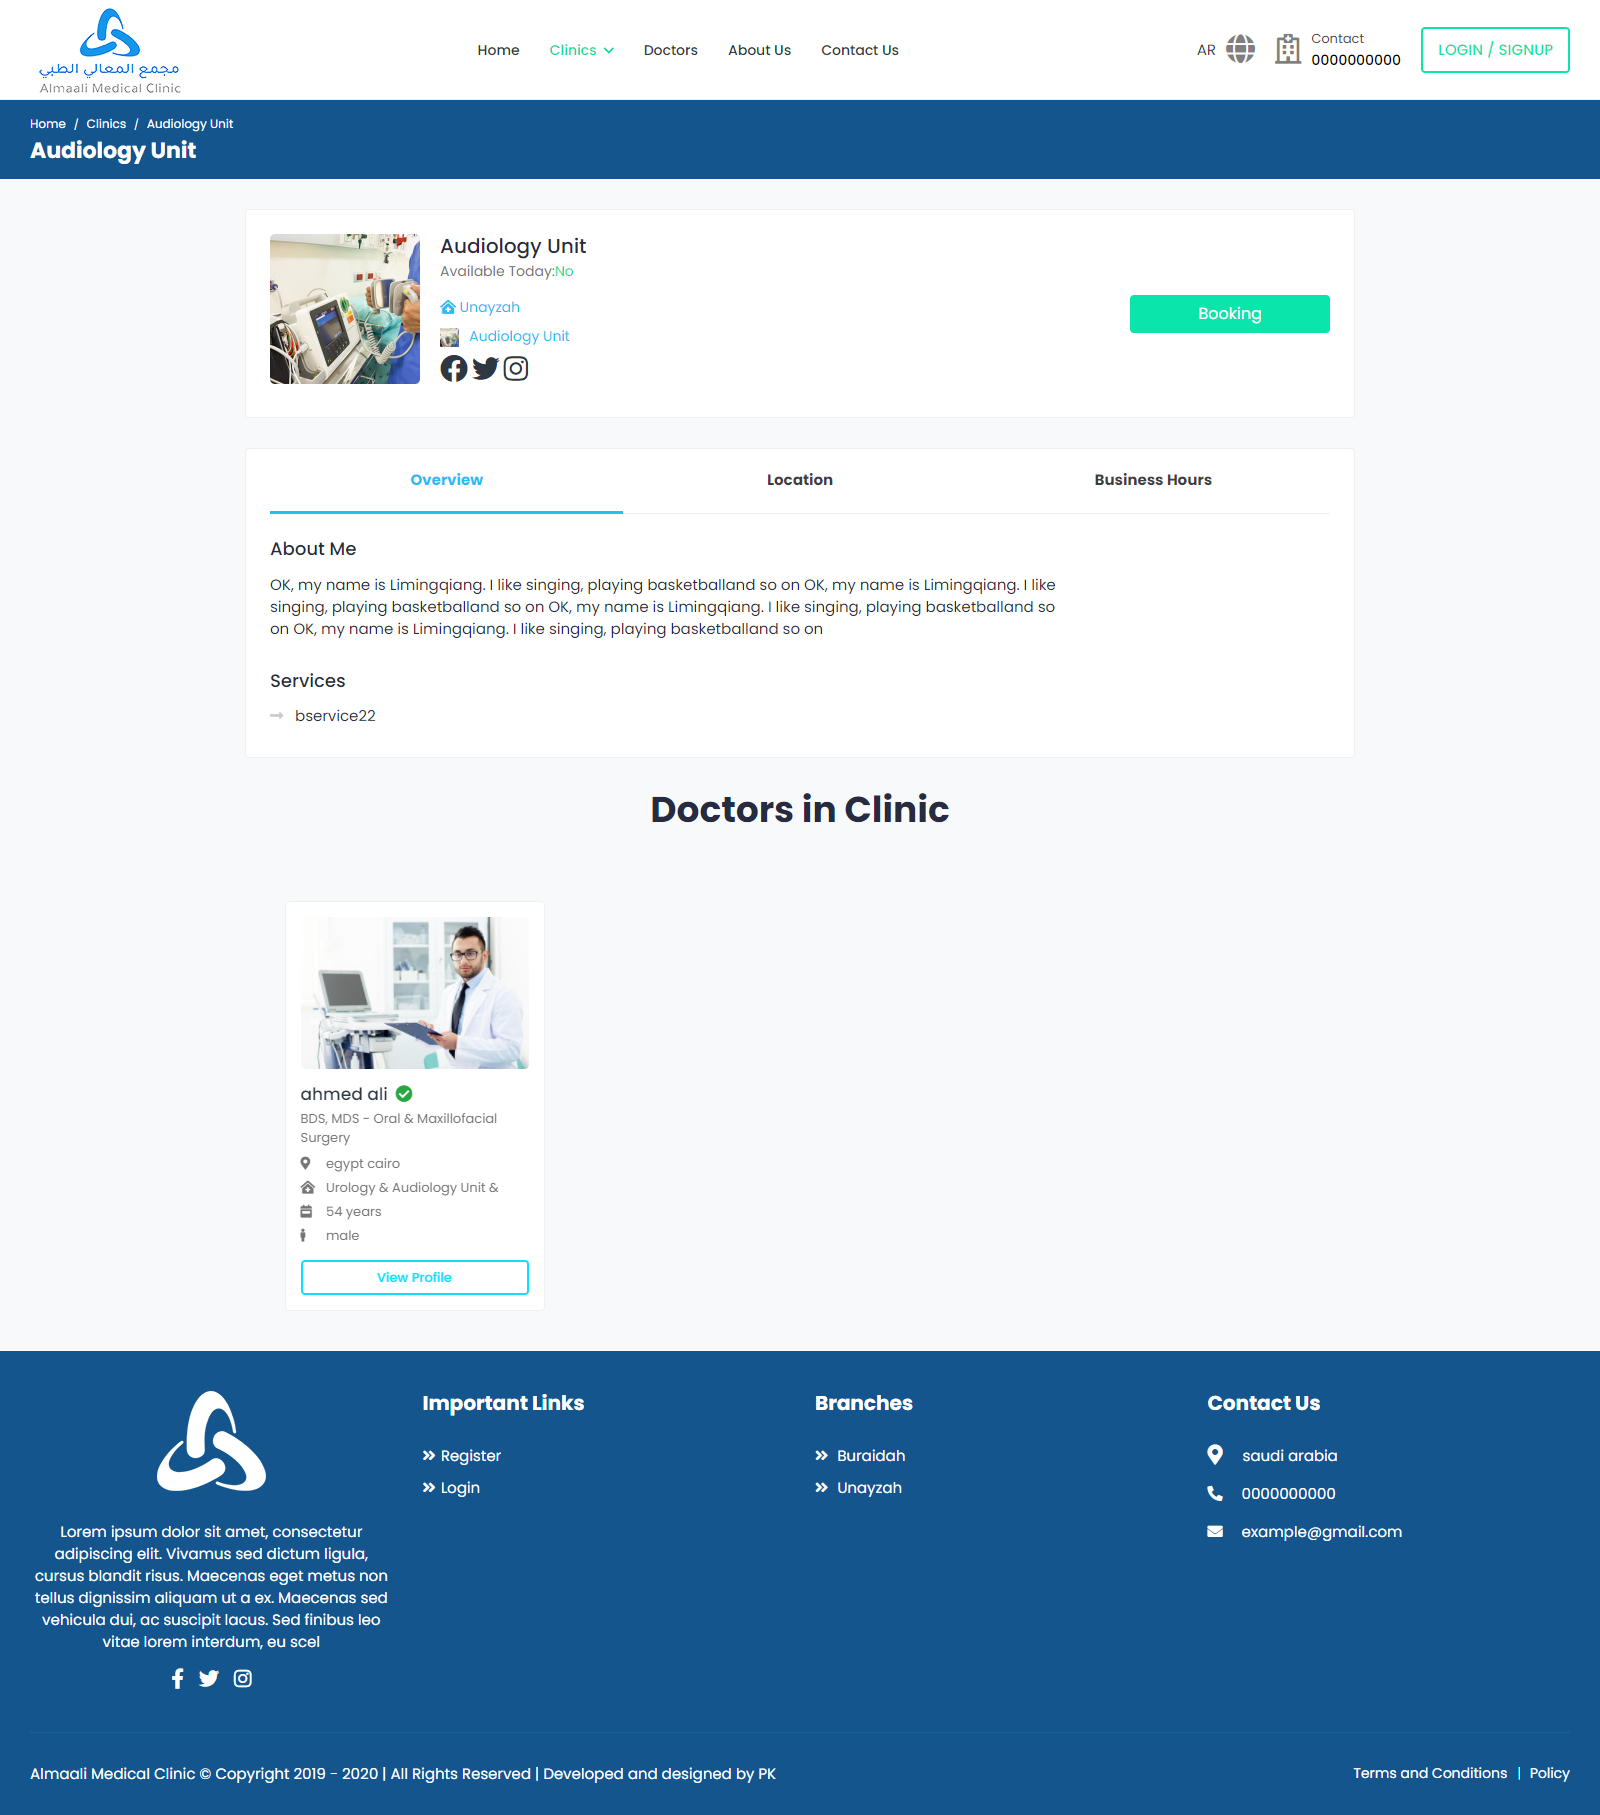 مجمع المعالي الطبي
Almaali Medical Clinic
Home
Clinics
Doctors
About Us
Contact Us
AR
Contact
0000000000
LOGIN / SIGNUP
Home / Clinics / Audiology Unit
Audiology Unit
Audiology Unit
Available Today:No
Unayzah
Audiology Unit
Booking
Overview
Location
Business Hours
About Me
OK, my name is Limingqiang. I like singing, playing basketballand so on OK, my name is Limingqiang. I like
singing, playing basketballand so on OK, my name is Limingqiang. I like singing, playing basketballand so
on OK, my name is Limingqiang. I like singing, playing basketballand so on
Services
bservice22
Doctors in Clinic
ahmed ali
BDS, MDS - Oral & Maxillofacial
Surgery
egypt cairo
Urology & Audiology Unit &
54 years
male
View Profile
Lorem ipsum dolor sit amet, consectetur
adipiscing elit. Vivamus sed dictum ligula,
cursus blandit risus. Maecenas eget metus non
tellus dignissim aliquam ut a ex. Maecenas sed
vehicula dui, ac suscipit lacus. Sed finibus leo
vitae lorem interdum, eu scel
Important Links
Register
Login
Branches
Buraidah
Unayzah
Contact Us
saudi arabia
0000000000
example@gmail.com
Almaali Medical Clinic © Copyright 2019 - 2020 | All Rights Reserved | Developed and designed by PK
Terms and Conditions | Policy